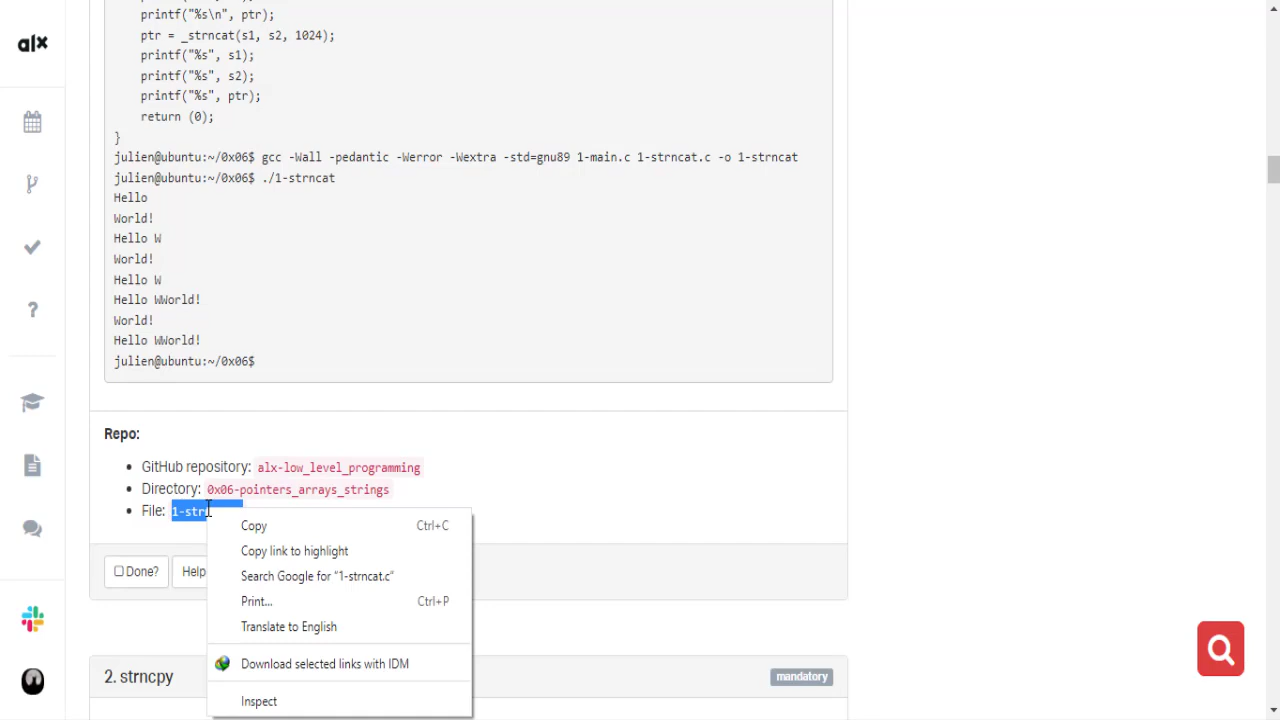 printf("%s\n", ptr);
alx
ptr = _strncat(s1, s2, 1024);
printf("%s", s1);
printf("%s", s2);
printf("%s", ptr);
return (0);
}
julien@ubuntu:~/0x06$ gcc -Wall -pedantic -Werror -Wextra -std=gnu89 1-main.c 1-strncat.c -o 1-strncat
julien@ubuntu:~/0x06$ ./1-strncat
Hello
World!
Hello W
World!
Hello W
Hello WWorld!
World!
Hello WWorld!
julien@ubuntu:~/0x06$
Repo:
GitHub repository: alx-low_level_programming
Directory: 0x06-pointers_arrays_strings
File: 1-str
Copy Ctrl+C
Copy link to highlight
Done? Help
Search Google for "1-strncat.c"
Print... Ctrl+P
Translate to English
Download selected links with IDM
Inspect
2. strncpy mandatory